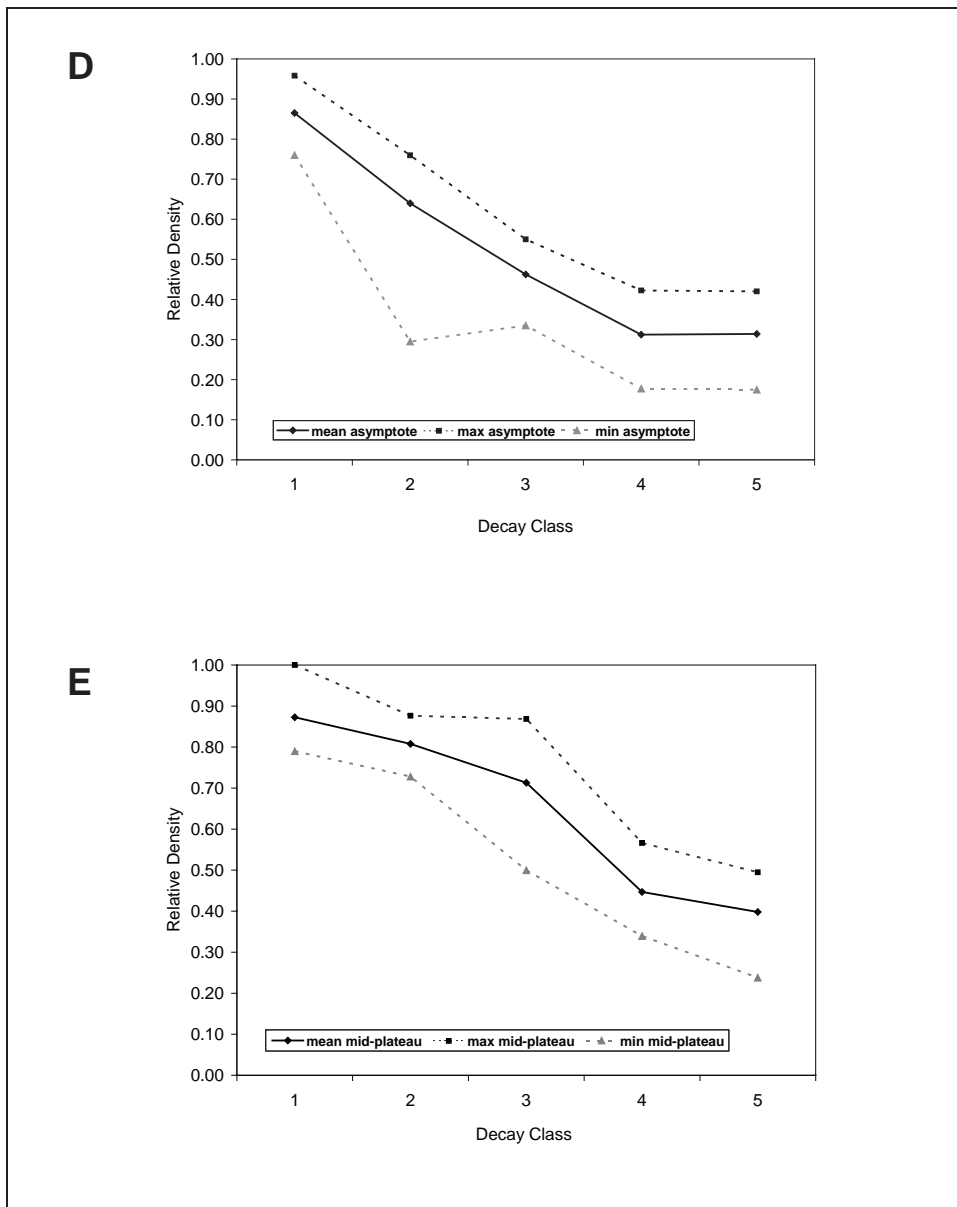 D
1.00
0.90
0.80
0.70
0.60
0.50
0.40
0.30
0.20
0.10
0.00
Relative Density
mean asymptote max asymptote min asymptote
1 2 3 4 5
Decay Class
E
1.00
0.90
0.80
0.70
0.60
0.50
0.40
0.30
0.20
0.10
0.00
Relative Density
mean mid-plateau max mid-plateau min mid-plateau
1 2 3 4 5
Decay Class